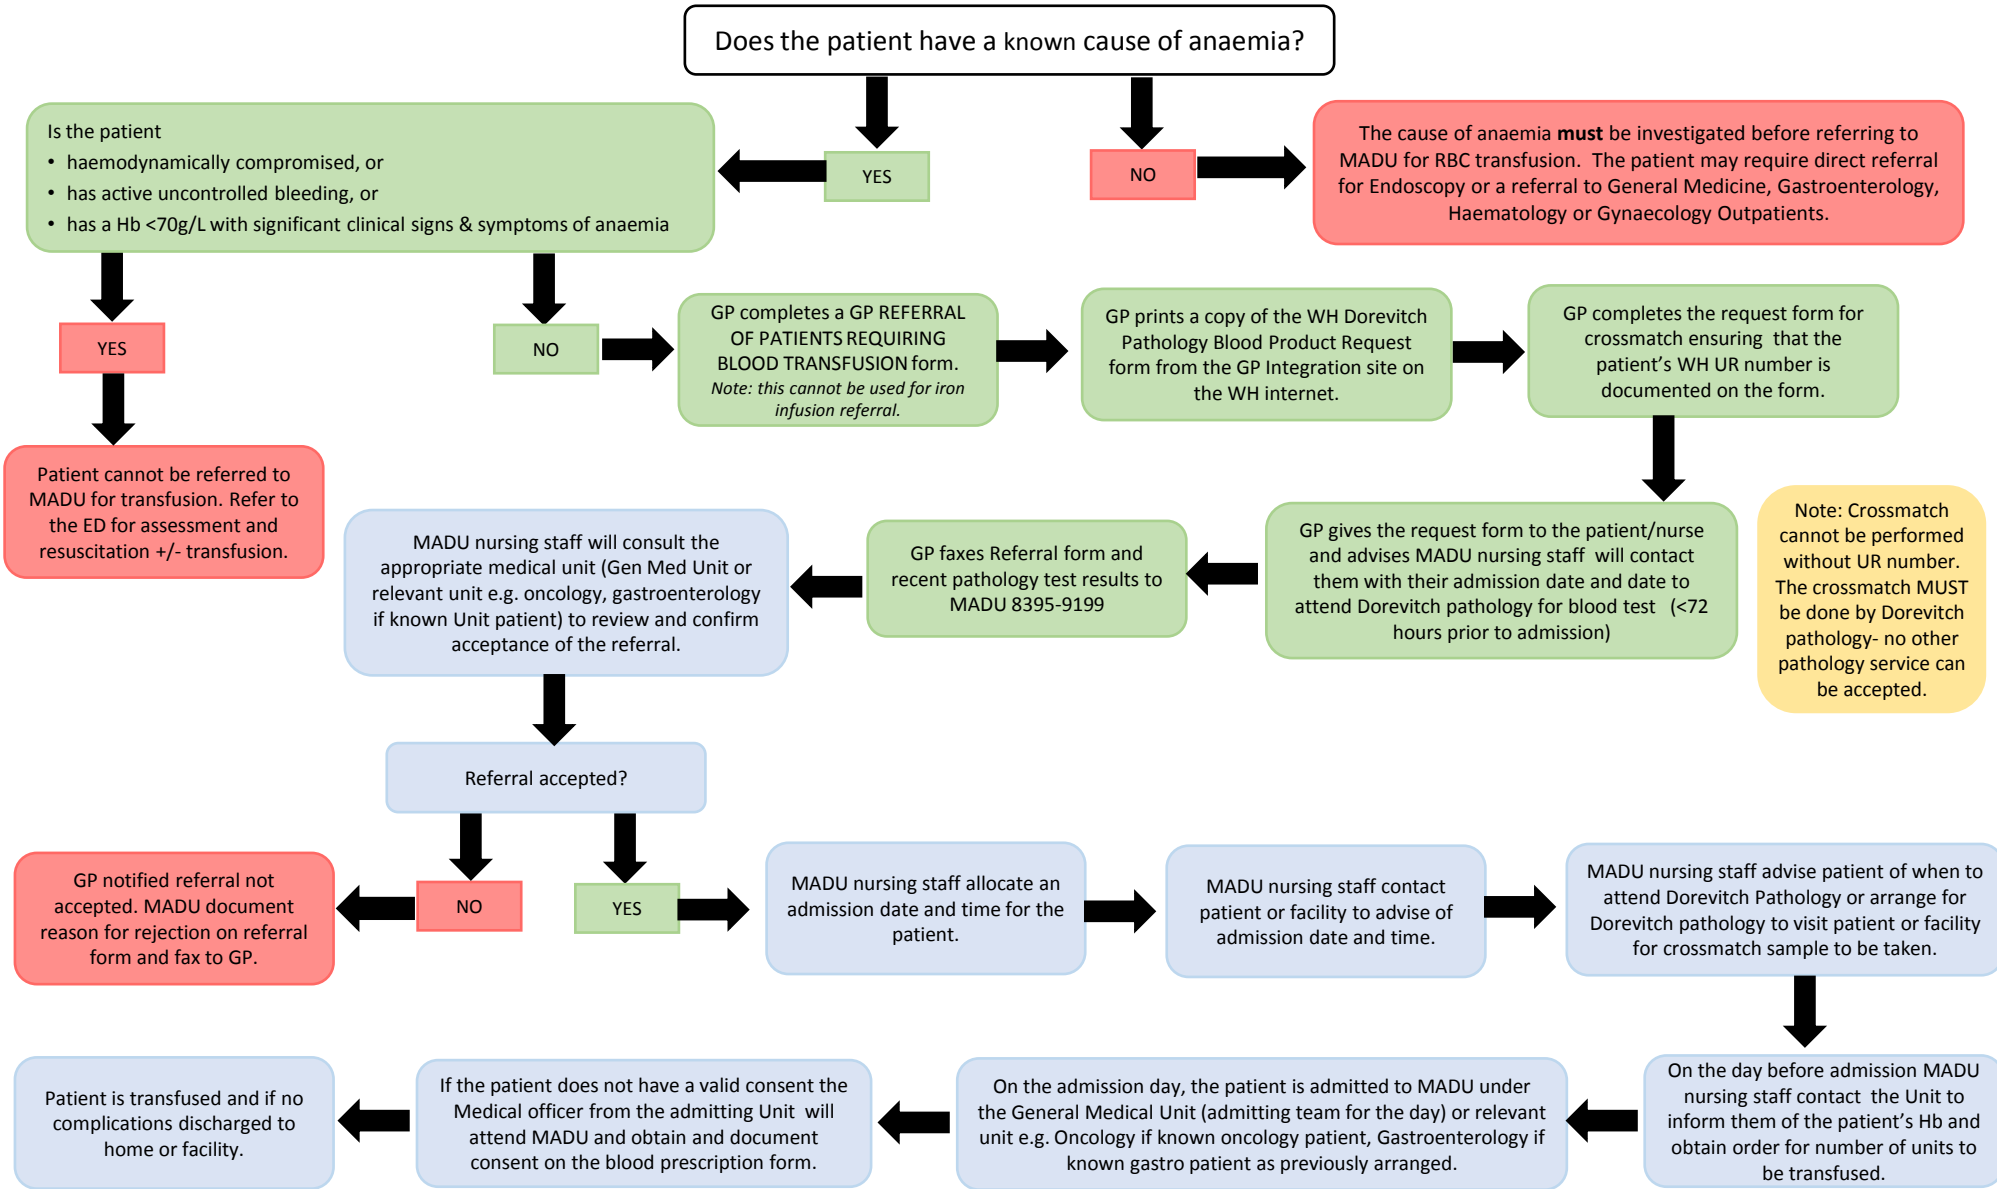 Does the patient have a known cause of anaemia?
Is the patient
• haemodynamically compromised, or
• has active uncontrolled bleeding, or
• has a Hb <70g/L with significant clinical signs & symptoms of anaemia
YES
NO
The cause of anaemia must be investigated before referring to
MADU for RBC transfusion. The patient may require direct referral
for Endoscopy or a referral to General Medicine, Gastroenterology,
Haematology or Gynaecology Outpatients.
YES
NO
GP completes a GP REFERRAL
OF PATIENTS REQUIRING
BLOOD TRANSFUSION form.
Note: this cannot be used for iron
infusion referral.
GP prints a copy of the WH Dorevitch
Pathology Blood Product Request
form from the GP Integration site on
the WH internet.
GP completes the request form for
crossmatch ensuring that the
patient's WH UR number is
documented on the form.
Patient cannot be referred to
MADU for transfusion. Refer to
the ED for assessment and
resuscitation +/- transfusion.
MADU nursing staff will consult the
appropriate medical unit (Gen Med Unit or
relevant unit e.g. oncology, gastroenterology
if known Unit patient) to review and confirm
acceptance of the referral.
GP faxes Referral form and
recent pathology test results to
MADU 8395-9199
GP gives the request form to the patient/nurse
and advises MADU nursing staff will contact
them with their admission date and date to
attend Dorevitch pathology for blood test (<72
hours prior to admission)
Note: Crossmatch
cannot be performed
without UR number.
The crossmatch MUST
be done by Dorevitch
pathology- no other
pathology service can
be accepted.
Referral accepted?
GP notified referral not
accepted. MADU document
reason for rejection on referral
form and fax to GP.
NO
YES
MADU nursing staff allocate an
admission date and time for the
patient.
MADU nursing staff contact
patient or facility to advise of
admission date and time.
MADU nursing staff advise patient of when to
attend Dorevitch Pathology or arrange for
Dorevitch pathology to visit patient or facility
for crossmatch sample to be taken.
Patient is transfused and if no
complications discharged to
home or facility.
If the patient does not have a valid consent the
Medical officer from the admitting Unit will
attend MADU and obtain and document
consent on the blood prescription form.
On the admission day, the patient is admitted to MADU under
the General Medical Unit (admitting team for the day) or relevant
unit e.g. Oncology if known oncology patient, Gastroenterology if
known gastro patient as previously arranged.
On the day before admission MADU
nursing staff contact the Unit to
inform them of the patient's Hb and
obtain order for number of units to
be transfused.